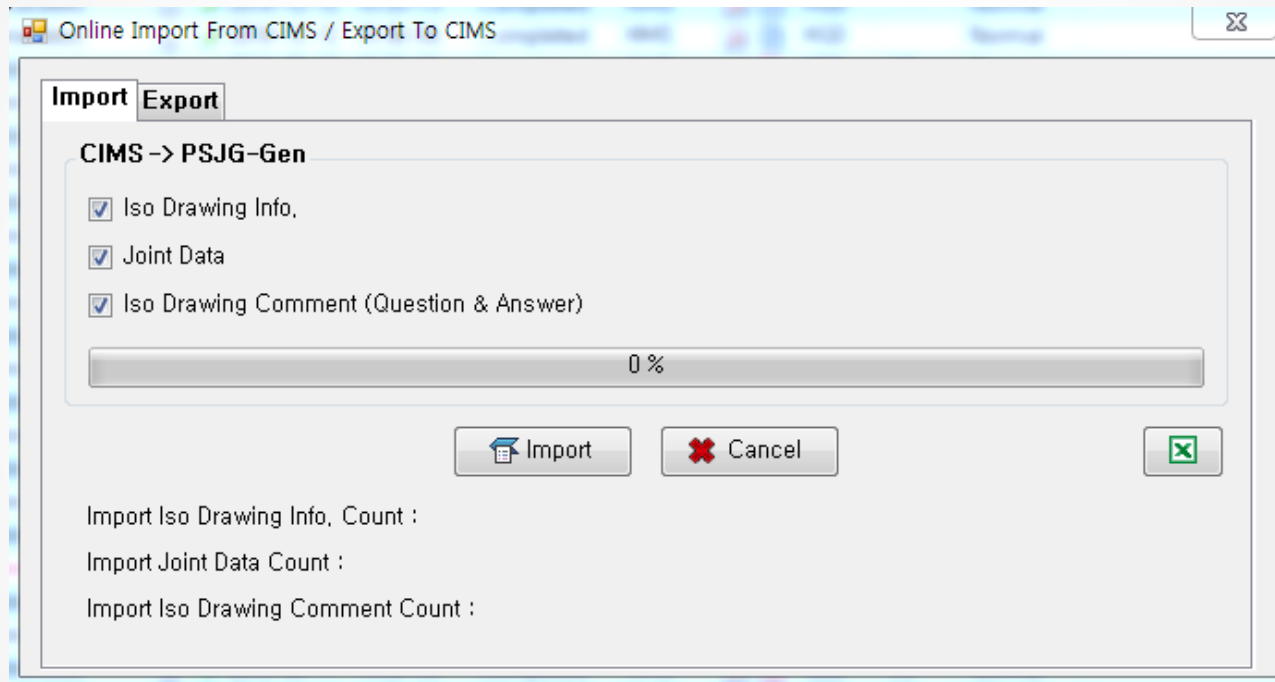 Online Import From CIMS / Export To CIMS
Import Export
CIMS -> PSJG-Gen
Iso Drawing Info,
Joint Data
Iso Drawing Comment (Question & Answer)
0 %
Import Cancel
Import Iso Drawing Info, Count :
Import Joint Data Count :
Import Iso Drawing Comment Count :